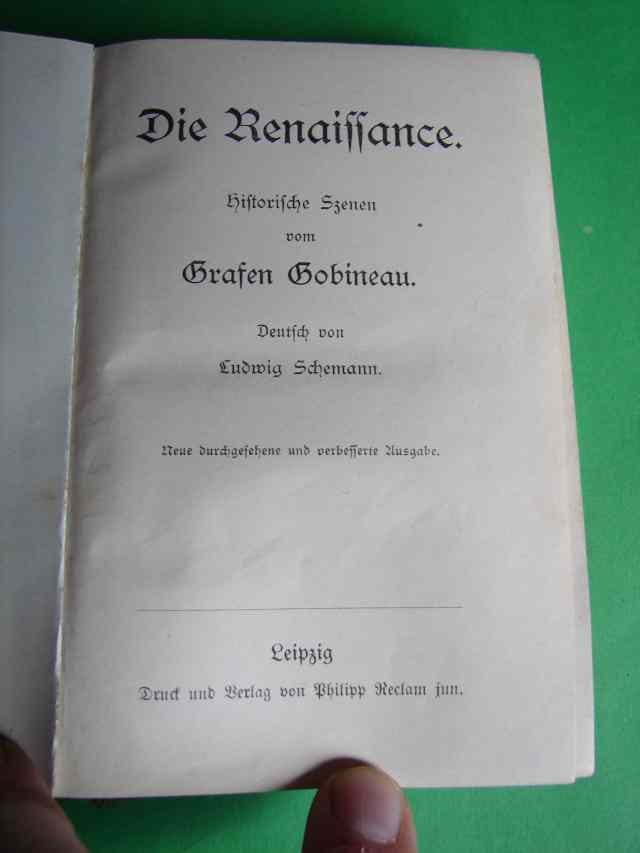 Die Renaiſſance.
Hiſtoriſche Szenen
vom
Grafen Gobineau.
Deutſch von
Ludwig Schemann.
Neue durchgeſehene und verbeſſerte Ausgabe.
Leipzig
Druck und Verlag von Philipp Reclam jun.